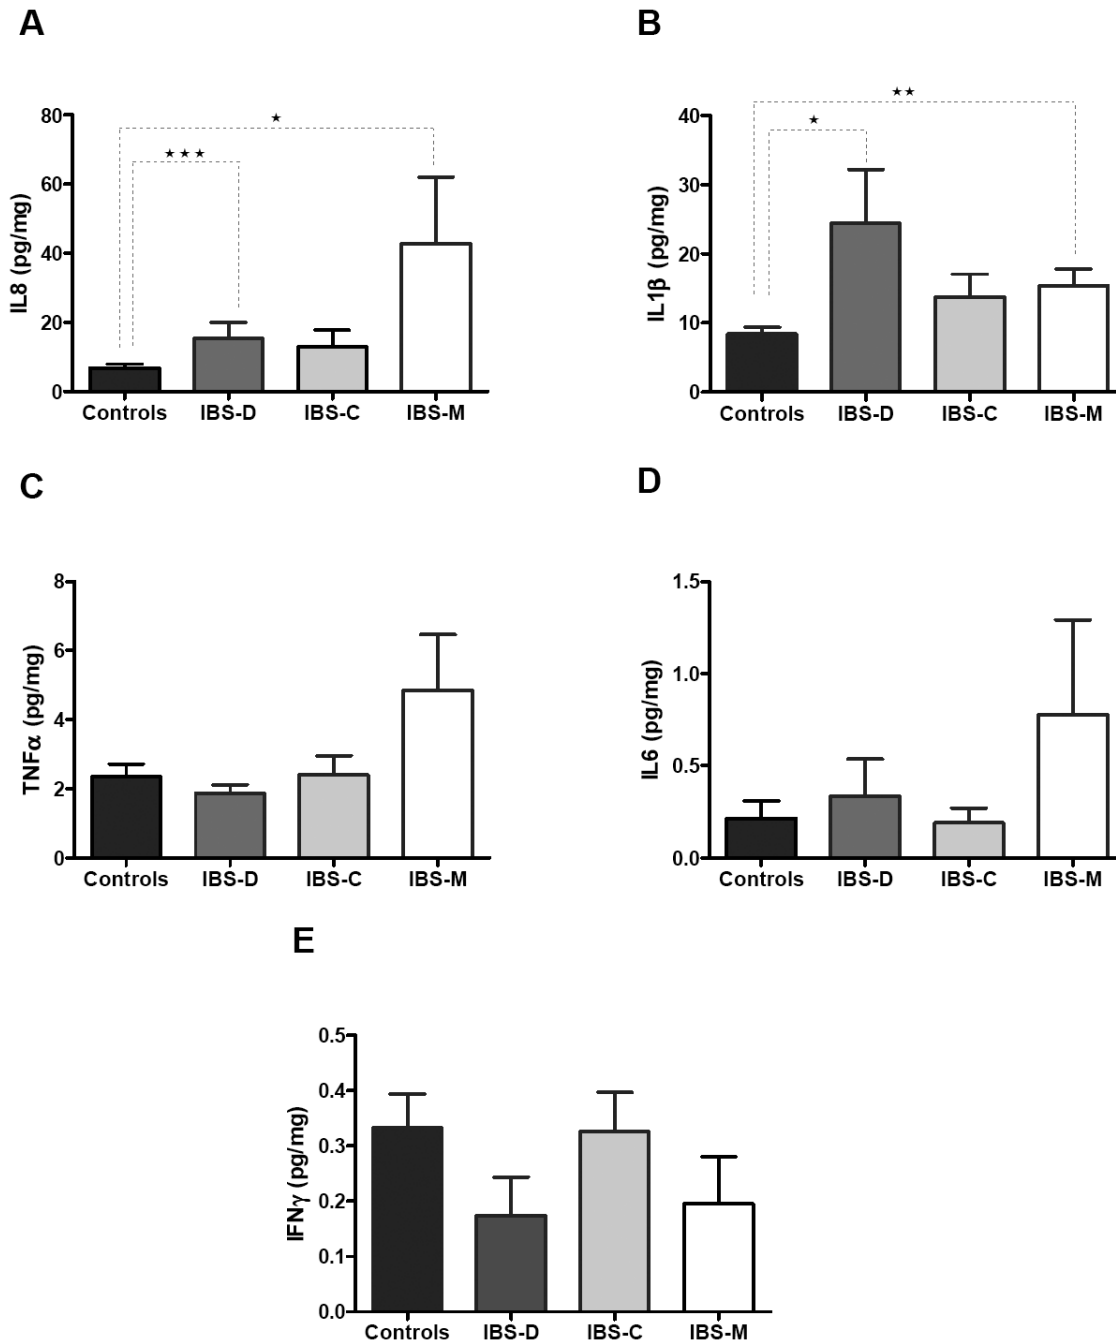 A
IL8 (pg/mg)
80
60
40
20
0
★
★★★
Controls IBS-D IBS-C IBS-M
B
IL1β (pg/mg)
40
30
20
10
0
★★
★
Controls IBS-D IBS-C IBS-M
C
TNFα (pg/mg)
8
6
4
2
0
Controls IBS-D IBS-C IBS-M
D
IL6 (pg/mg)
1.5
1.0
0.5
0.0
Controls IBS-D IBS-C IBS-M
E
IFNγ (pg/mg)
0.5
0.4
0.3
0.2
0.1
0.0
Controls IBS-D IBS-C IBS-M